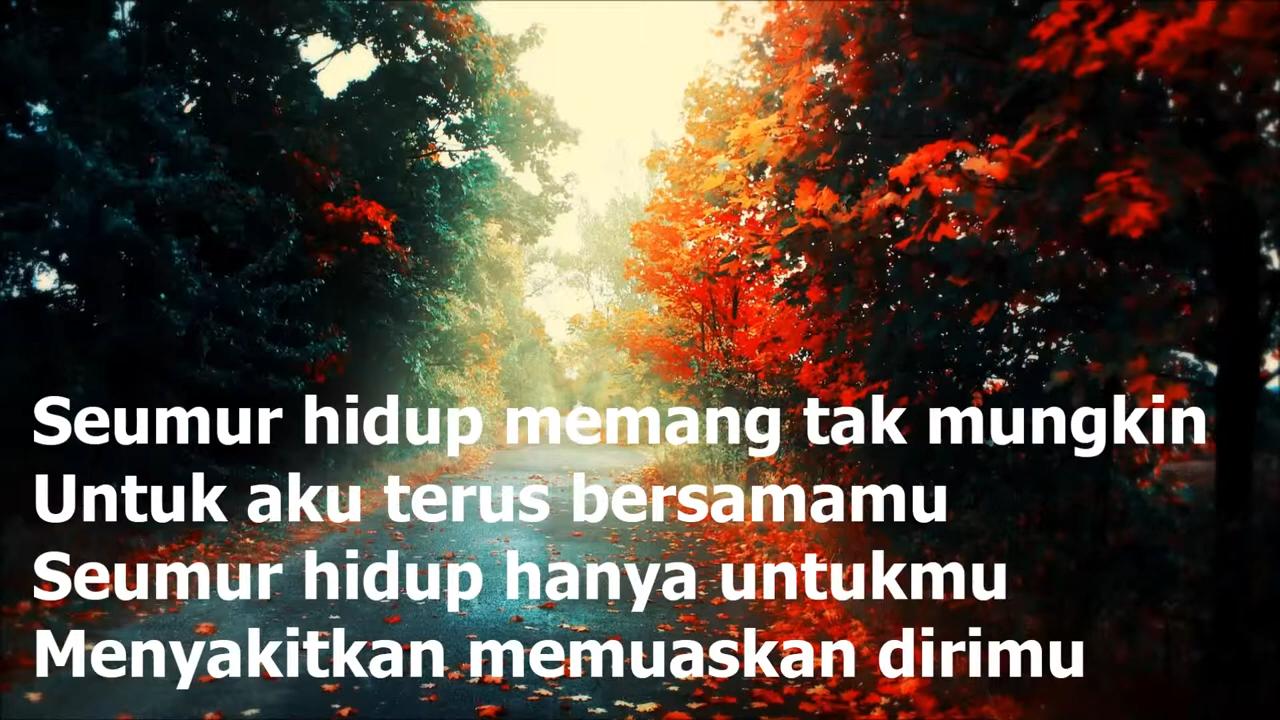 Seumur hidup memang tak mungkin
Untuk aku terus bersamamu
Seumur hidup hanya untukmu
Menyakitkan memuaskan dirimu